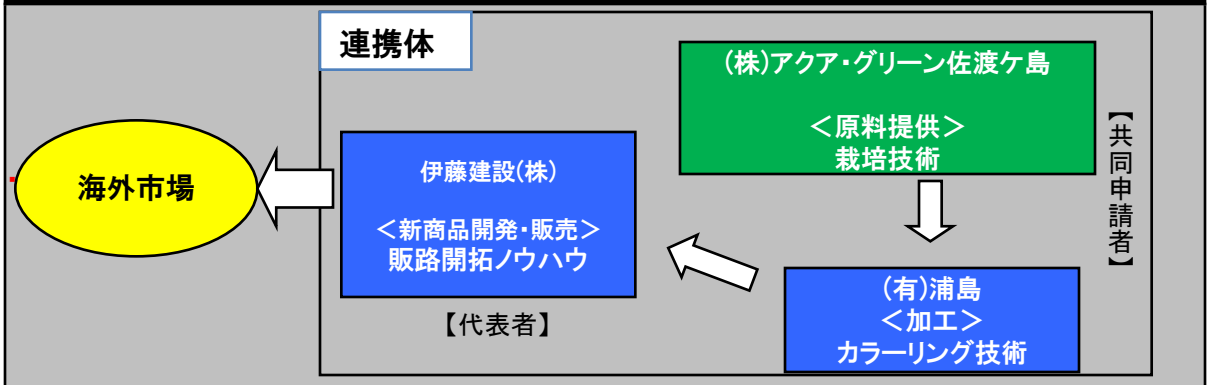 連携体
(株)アクア・グリーン佐渡ケ島
＜原料提供＞
栽培技術
【共同申請者】
伊藤建設(株)
＜新商品開発・販売＞
販路開拓ノウハウ
【代表者】
海外市場
(有)浦島
＜加工＞
カラーリング技術